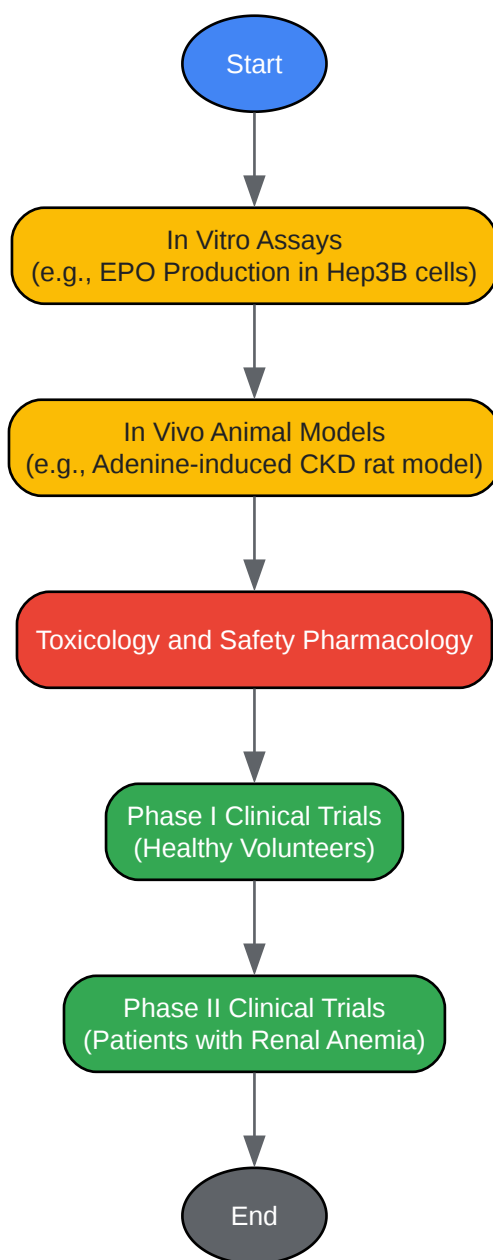 Start
In Vitro Assays
(e.g., EPO Production in Hep3B cells)
In Vivo Animal Models
(e.g., Adenine-induced CKD rat model)
Toxicology and Safety Pharmacology
Phase I Clinical Trials
(Healthy Volunteers)
Phase II Clinical Trials
(Patients with Renal Anemia)
End